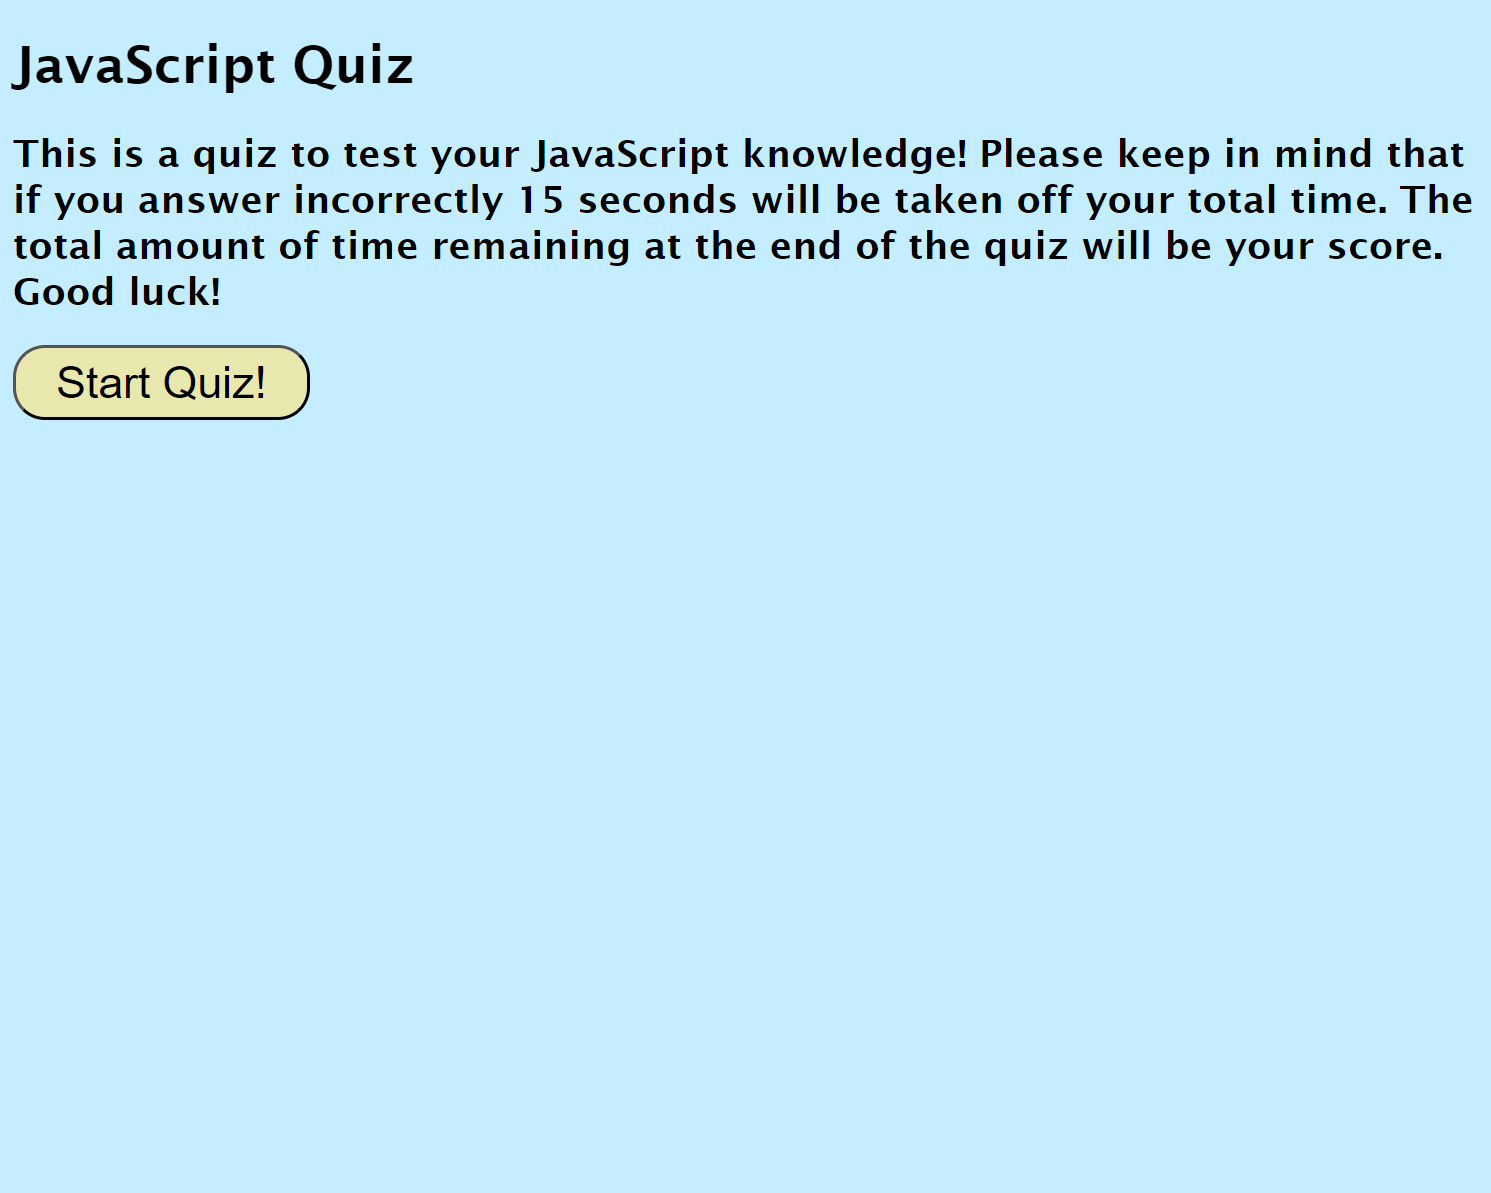 JavaScript Quiz
This is a quiz to test your JavaScript knowledge! Please keep in mind that
if you answer incorrectly 15 seconds will be taken off your total time. The
total amount of time remaining at the end of the quiz will be your score.
Good luck!
Start Quiz!